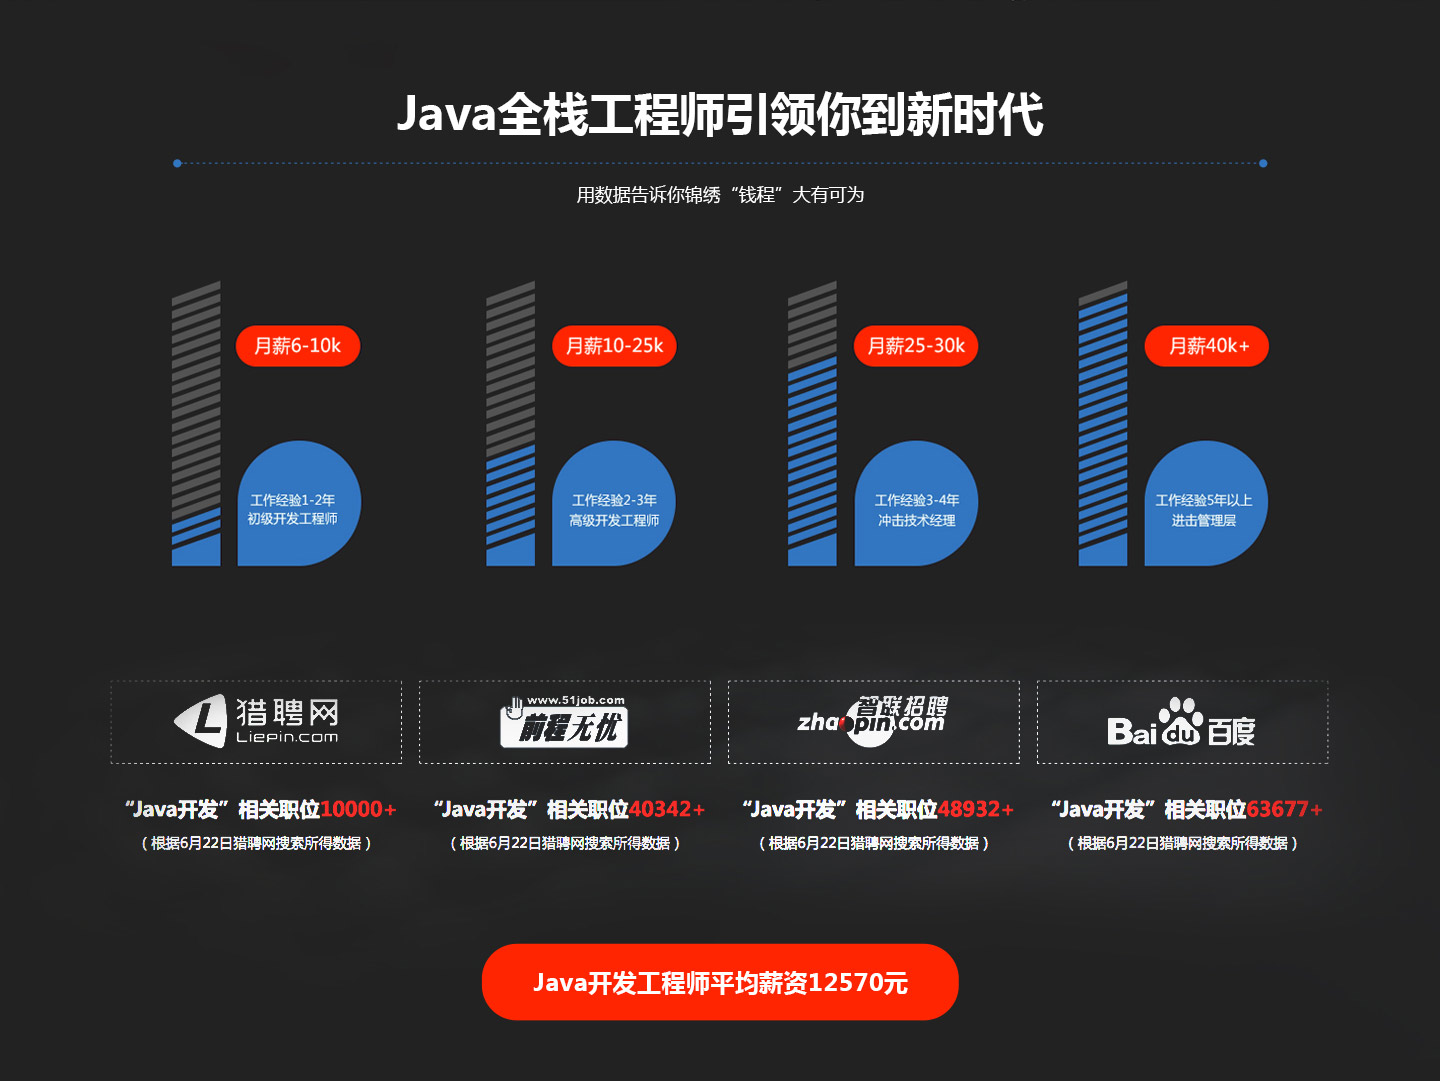 Java全栈工程师引领你到新时代
用数据告诉你锦绣“钱程”大有可为
月薪6-10k
月薪10-25k
月薪25-30k
月薪40k+
工作经验1-2年
初级开发工程师
工作经验2-3年
高级开发工程师
工作经验3-4年
冲击技术经理
工作经验5年以上
进击管理层
L 猎聘网
Liepin.com
www.51job.com
前程无忧
智联招聘
zhaopin.com
Bai du 百度
“Java开发”相关职位10000+
（根据6月22日猎聘网搜索所得数据）
“Java开发”相关职位40342+
（根据6月22日猎聘网搜索所得数据）
“Java开发”相关职位48932+
（根据6月22日猎聘网搜索所得数据）
“Java开发”相关职位63677+
（根据6月22日猎聘网搜索所得数据）
Java开发工程师平均薪资12570元